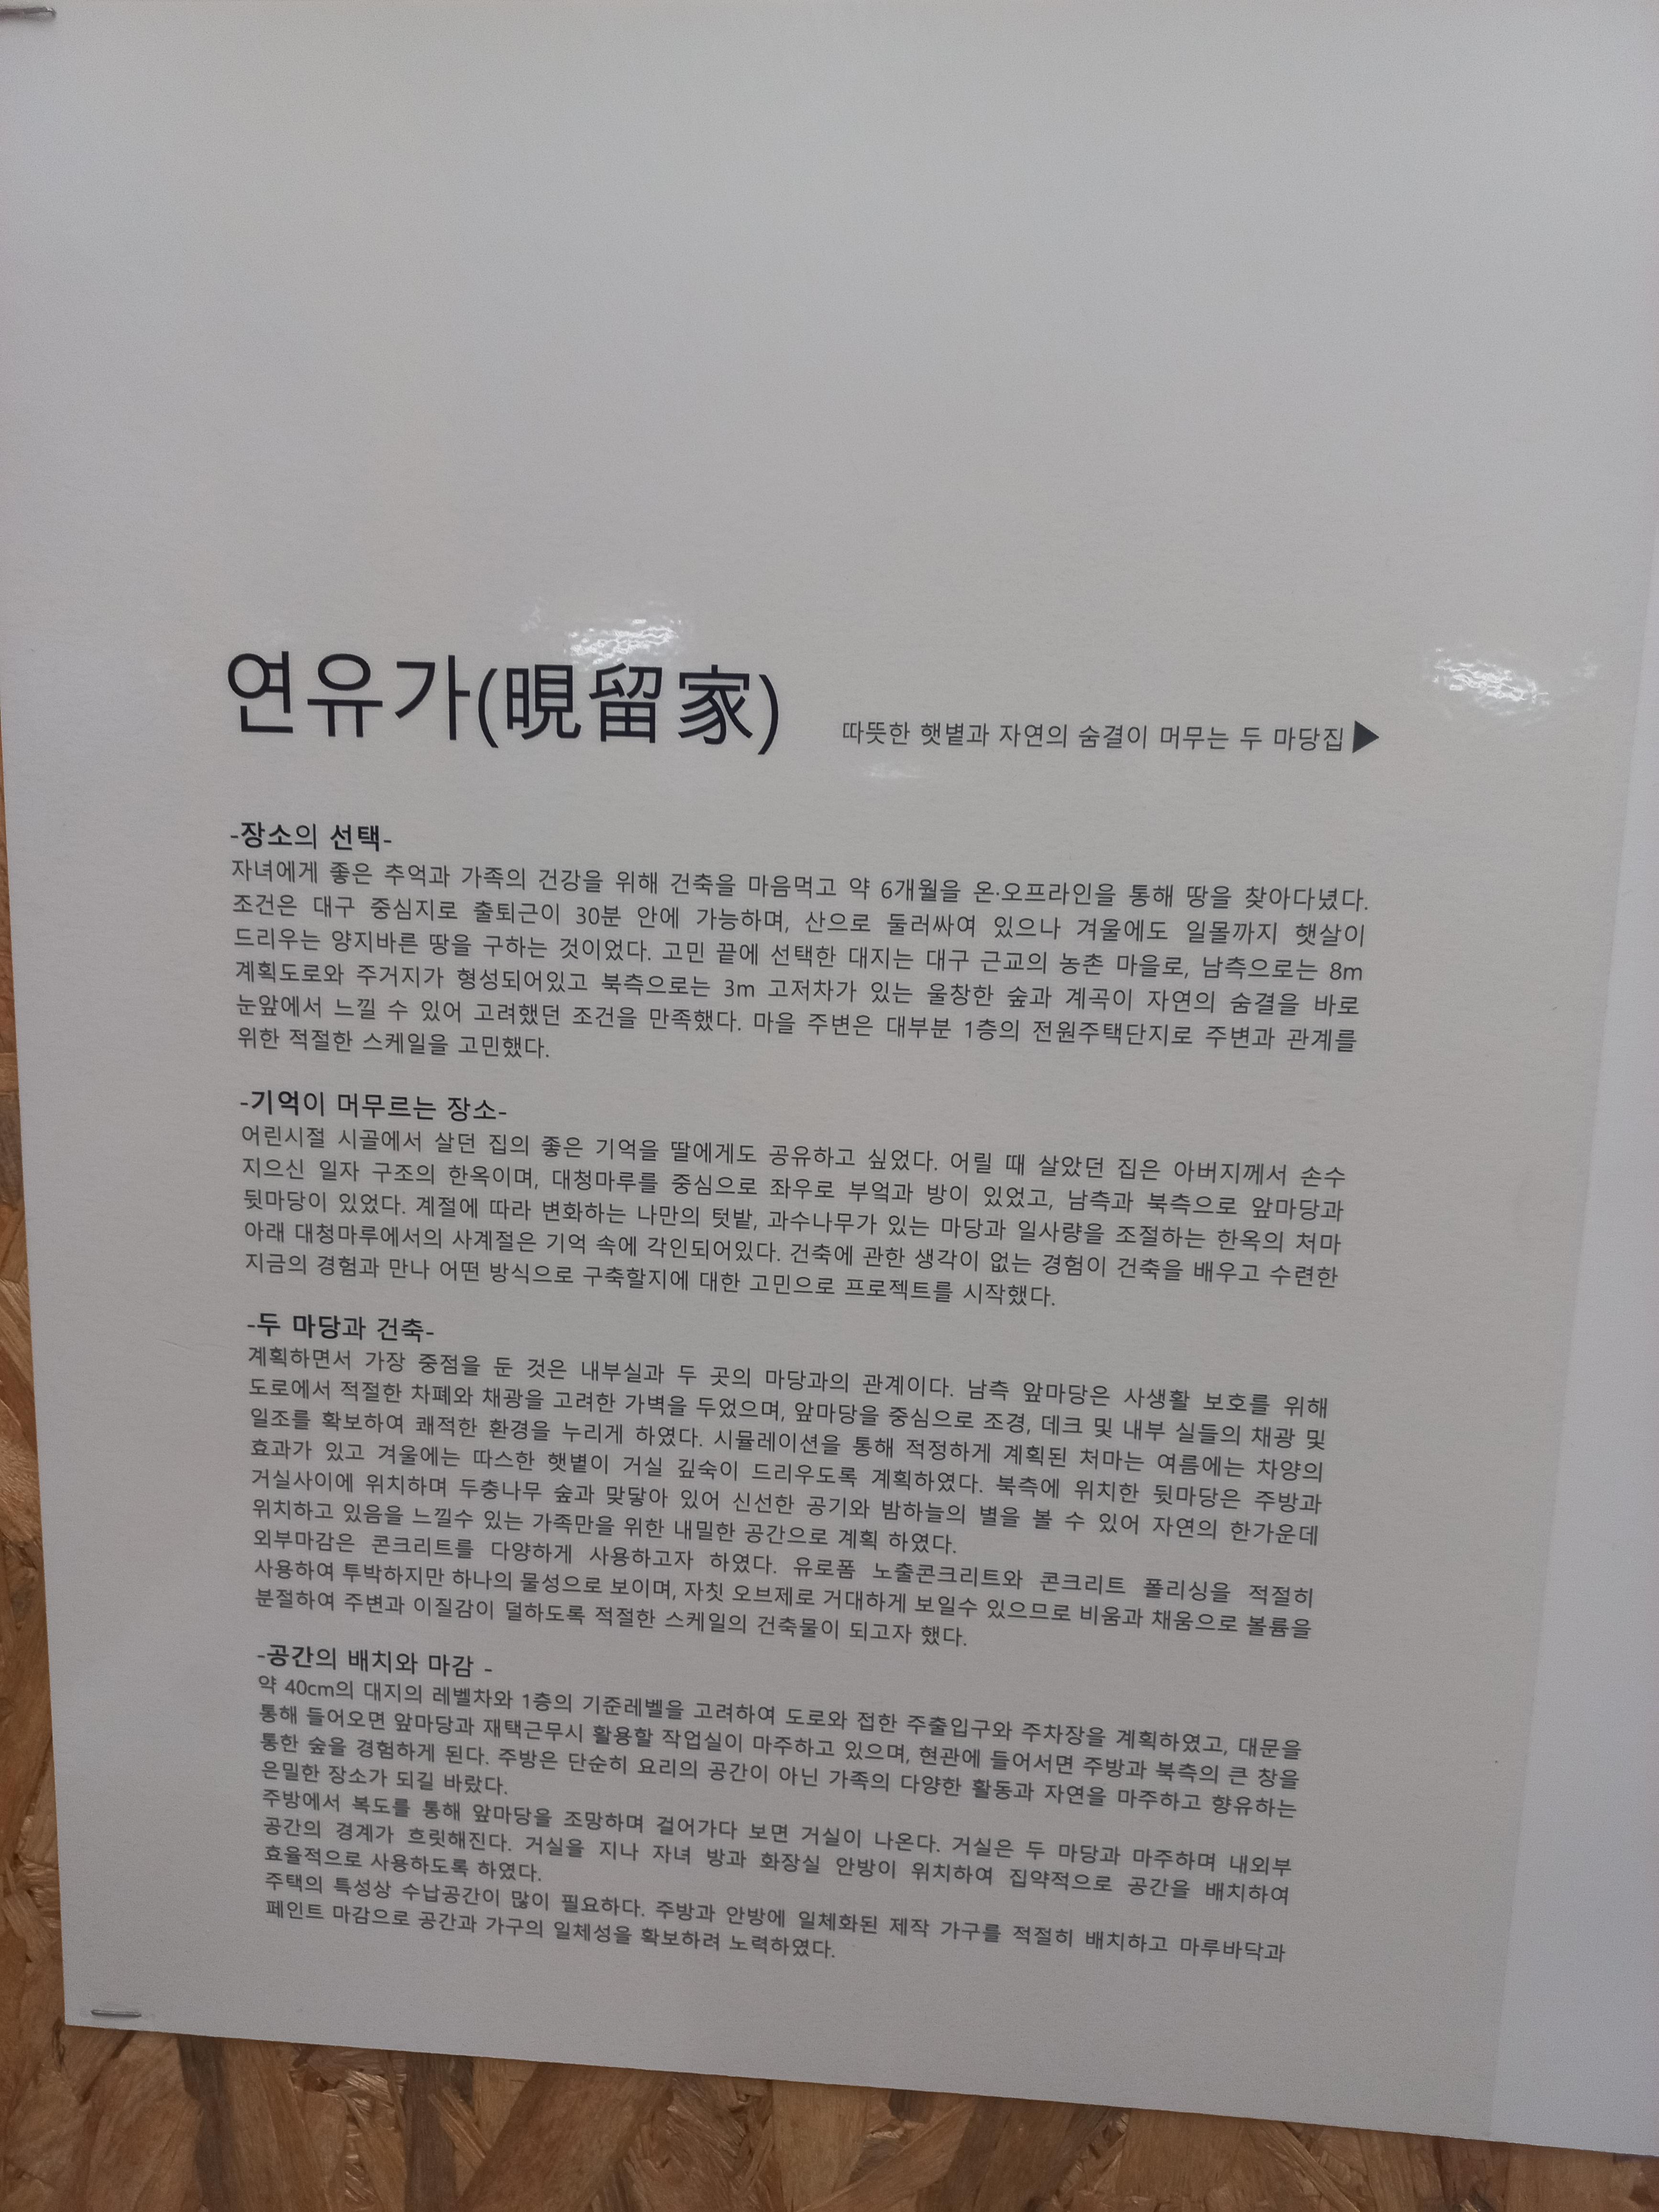 연유가(晛留家) 따뜻한 햇볕과 자연의 숨결이 머무는 두 마당집▶
-장소의 선택-
자녀에게 좋은 추억과 가족의 건강을 위해 건축을 마음먹고 약 6개월을 온·오프라인을 통해 땅을 찾아다녔다.
조건은 대구 중심지로 출퇴근이 30분 안에 가능하며, 산으로 둘러싸여 있으나 겨울에도 일몰까지 햇살이
드리우는 양지바른 땅을 구하는 것이었다. 고민 끝에 선택한 대지는 대구 근교의 농촌 마을로, 남측으로는 8m
계획도로와 주거지가 형성되어있고 북측으로는 3m 고저차가 있는 울창한 숲과 계곡이 자연의 숨결을 바로
눈앞에서 느낄 수 있어 고려했던 조건을 만족했다. 마을 주변은 대부분 1층의 전원주택단지로 주변과 관계를
위한 적절한 스케일을 고민했다.
-기억이 머무르는 장소-
어린시절 시골에서 살던 집의 좋은 기억을 딸에게도 공유하고 싶었다. 어릴 때 살았던 집은 아버지께서 손수
지으신 일자 구조의 한옥이며, 대청마루를 중심으로 좌우로 부엌과 방이 있었고, 남측과 북측으로 앞마당과
뒷마당이 있었다. 계절에 따라 변화하는 나만의 텃밭, 과수나무가 있는 마당과 일사량을 조절하는 한옥의 처마
아래 대청마루에서의 사계절은 기억 속에 각인되어있다. 건축에 관한 생각이 없는 경험이 건축을 배우고 수련한
지금의 경험과 만나 어떤 방식으로 구축할지에 대한 고민으로 프로젝트를 시작했다.
-두 마당과 건축-
계획하면서 가장 중점을 둔 것은 내부실과 두 곳의 마당과의 관계이다. 남측 앞마당은 사생활 보호를 위해
도로에서 적절한 차폐와 채광을 고려한 가벽을 두었으며, 앞마당을 중심으로 조경, 데크 및 내부 실들의 채광 및
일조를 확보하여 쾌적한 환경을 누리게 하였다. 시뮬레이션을 통해 적정하게 계획된 처마는 여름에는 차양의
효과가 있고 겨울에는 따스한 햇볕이 거실 깊숙이 드리우도록 계획하였다. 북측에 위치한 뒷마당은 주방과
거실사이에 위치하며 두충나무 숲과 맞닿아 있어 신선한 공기와 밤하늘의 별을 볼 수 있어 자연의 한가운데
위치하고 있음을 느낄수 있는 가족만을 위한 내밀한 공간으로 계획 하였다.
외부마감은 콘크리트를 다양하게 사용하고자 하였다. 유로폼 노출콘크리트와 콘크리트 폴리싱을 적절히
사용하여 투박하지만 하나의 물성으로 보이며, 자칫 오브제로 거대하게 보일수 있으므로 비움과 채움으로 볼륨을
분절하여 주변과 이질감이 덜하도록 적절한 스케일의 건축물이 되고자 했다.
-공간의 배치와 마감 -
약 40cm의 대지의 레벨차와 1층의 기준레벨을 고려하여 도로와 접한 주출입구와 주차장을 계획하였고, 대문을
통해 들어오면 앞마당과 재택근무시 활용할 작업실이 마주하고 있으며, 현관에 들어서면 주방과 북측의 큰 창을
통한 숲을 경험하게 된다. 주방은 단순히 요리의 공간이 아닌 가족의 다양한 활동과 자연을 마주하고 향유하는
은밀한 장소가 되길 바랐다.
주방에서 복도를 통해 앞마당을 조망하며 걸어가다 보면 거실이 나온다. 거실은 두 마당과 마주하며 내외부
공간의 경계가 흐릿해진다. 거실을 지나 자녀 방과 화장실 안방이 위치하여 집약적으로 공간을 배치하여
효율적으로 사용하도록 하였다.
주택의 특성상 수납공간이 많이 필요하다. 주방과 안방에 일체화된 제작 가구를 적절히 배치하고 마루바닥과
페인트 마감으로 공간과 가구의 일체성을 확보하려 노력하였다.